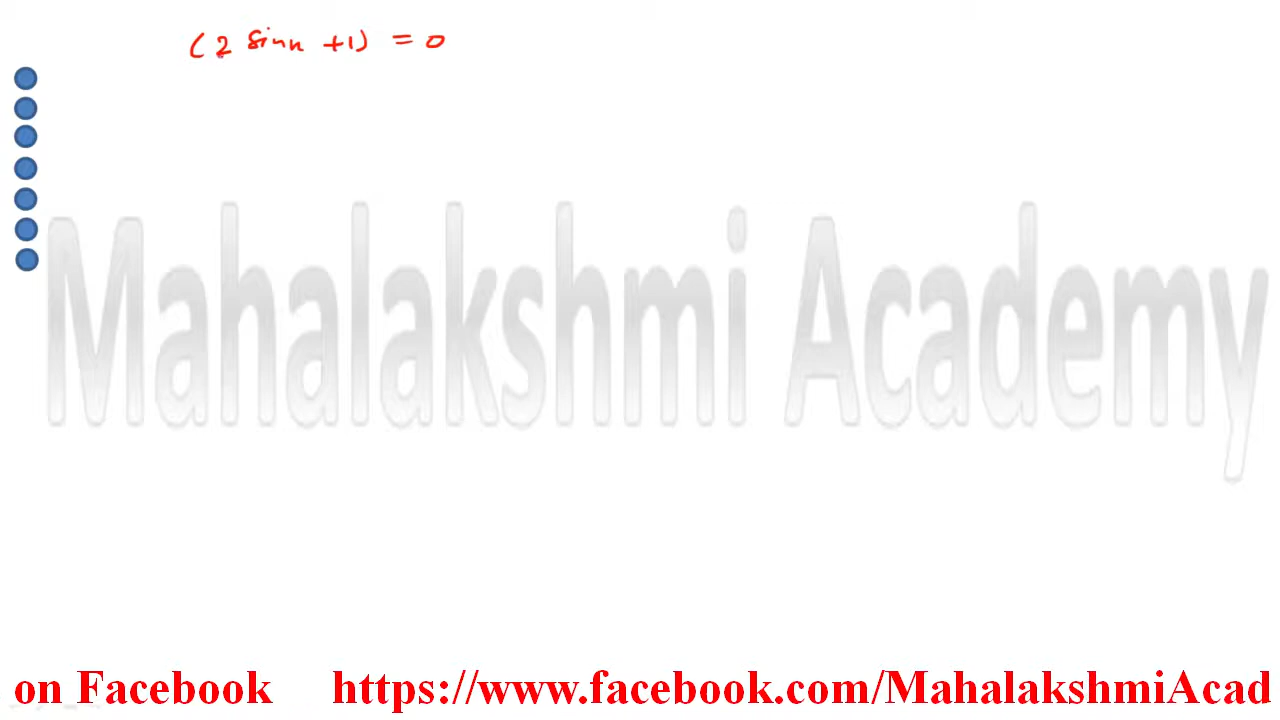 (2 sinx +1) = 0
Mahalakshmi Academy
on Facebook https://www.facebook.com/MahalakshmiAcad